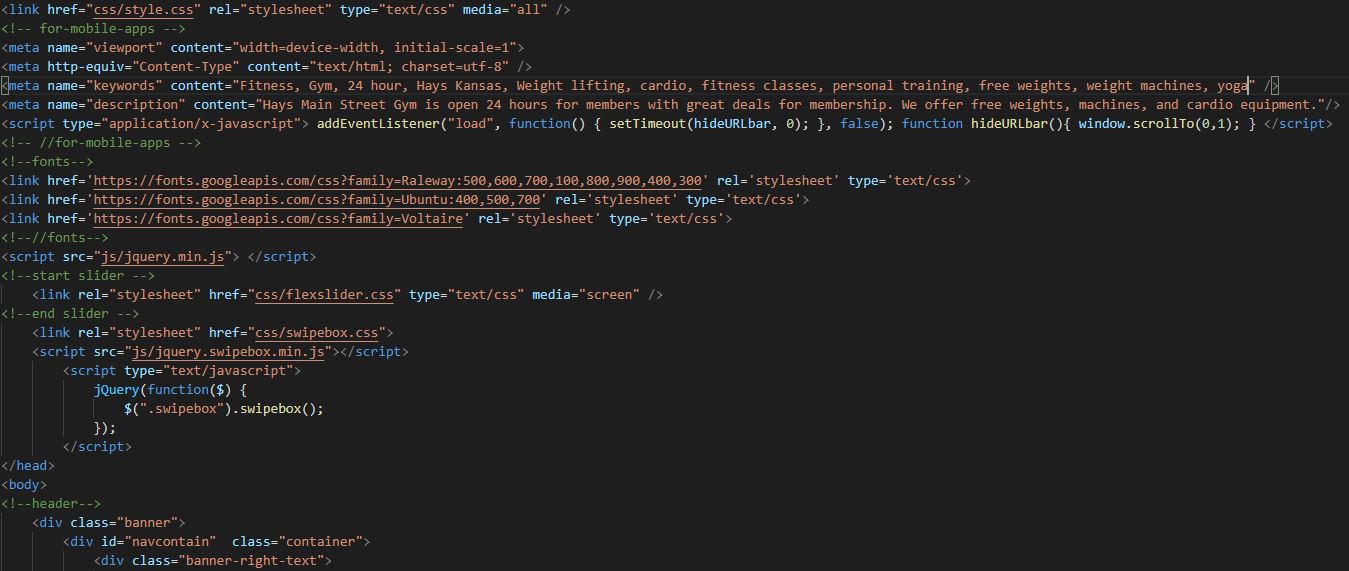 <link href="css/style.css" rel="stylesheet" type="text/css" media="all" />
<!-- for-mobile-apps -->
<meta name="viewport" content="width=device-width, initial-scale=1">
<meta http-equiv="Content-Type" content="text/html; charset=utf-8" />
<meta name="keywords" content="Fitness, Gym, 24 hour, Hays Kansas, Weight lifting, cardio, fitness classes, personal training, free weights, weight machines, yoga" />
<meta name="description" content="Hays Main Street Gym is open 24 hours for members with great deals for membership. We offer free weights, machines, and cardio equipment."/>
<script type="application/x-javascript"> addEventListener("load", function() { setTimeout(hideURLbar, 0); }, false); function hideURLbar(){ window.scrollTo(0,1); } </script>
<!-- //for-mobile-apps -->
<!--fonts-->
<link href='https://fonts.googleapis.com/css?family=Raleway:500,600,700,100,800,900,400,300' rel='stylesheet' type='text/css'>
<link href='https://fonts.googleapis.com/css?family=Ubuntu:400,500,700' rel='stylesheet' type='text/css'>
<link href='https://fonts.googleapis.com/css?family=Voltaire' rel='stylesheet' type='text/css'>
<!--//fonts-->
<script src="js/jquery.min.js"> </script>
<!--start slider -->
<link rel="stylesheet" href="css/flexslider.css" type="text/css" media="screen" />
<!--end slider -->
<link rel="stylesheet" href="css/swipebox.css">
<script src="js/jquery.swipebox.min.js"></script>
<script type="text/javascript">
jQuery(function($) {
$(".swipebox").swipebox();
});
</script>
</head>
<body>
<!--header-->
<div class="banner">
<div id="navcontain"  class="container">
<div class="banner-right-text">